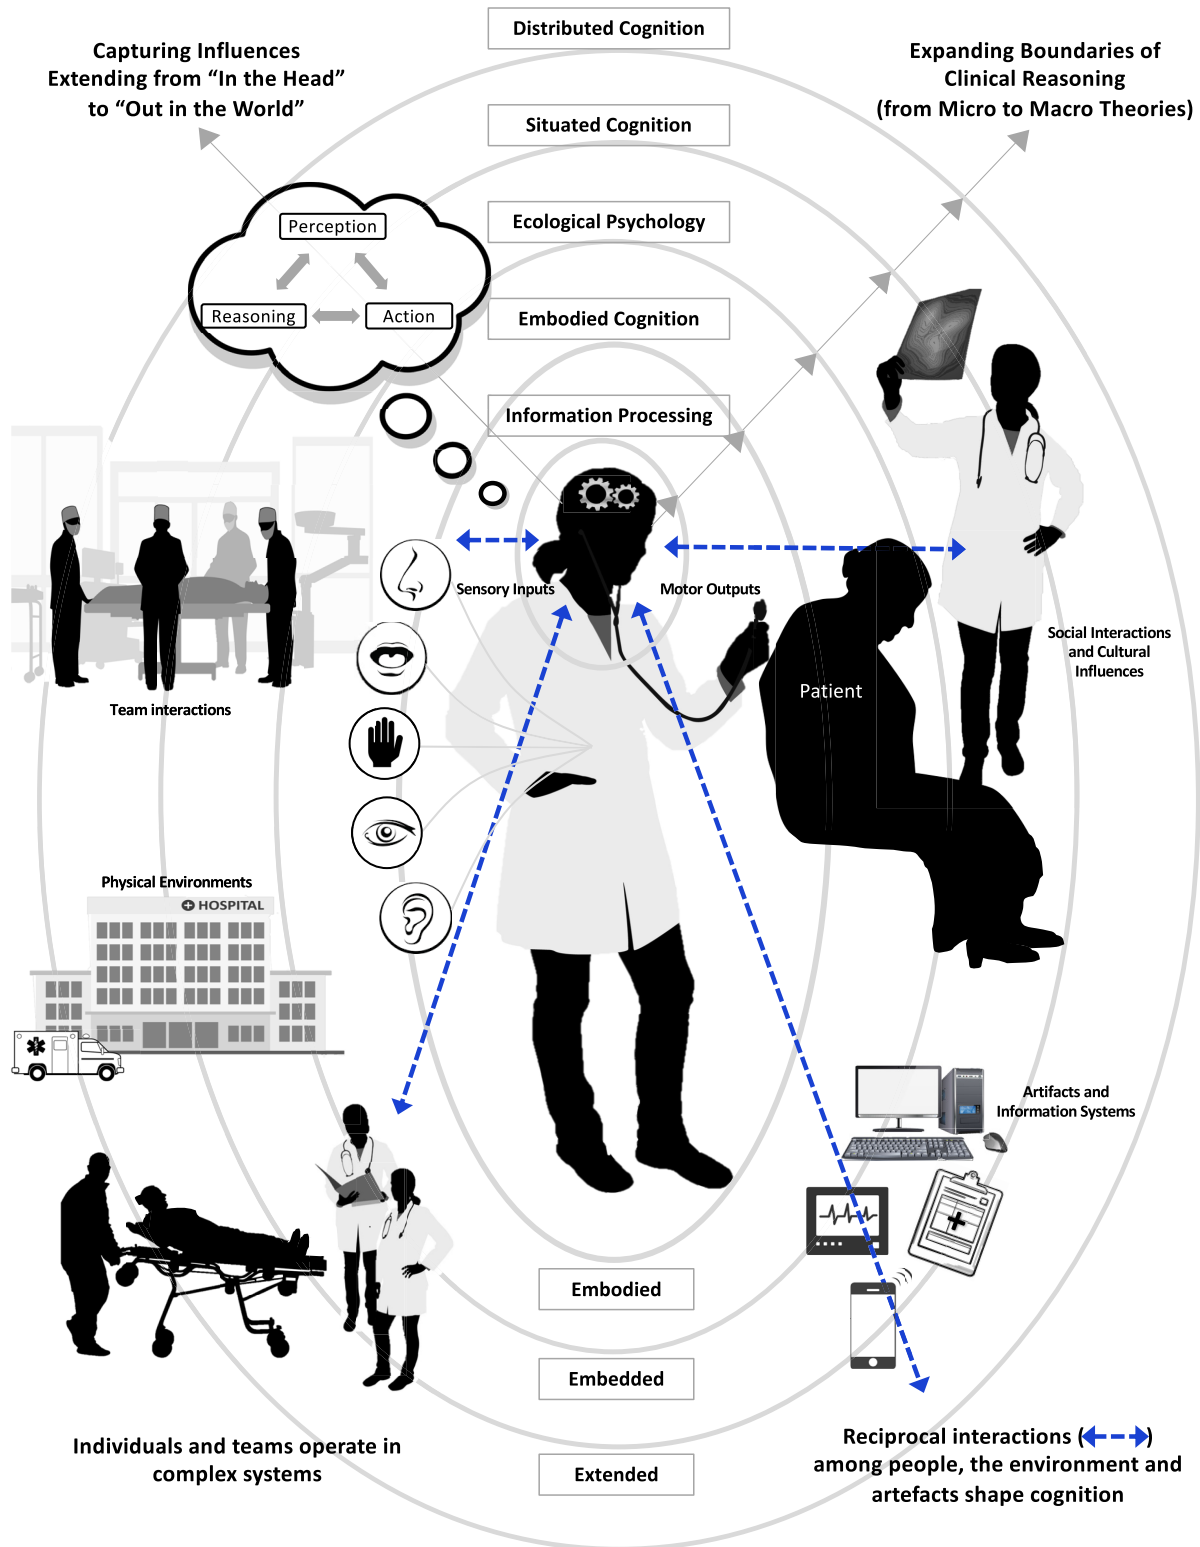 Distributed Cognition
Capturing Influences
Extending from “In the Head”
to “Out in the World”
Expanding Boundaries of
Clinical Reasoning
(from Micro to Macro Theories)
Situated Cognition
Ecological Psychology
Perception
Reasoning
Action
Embodied Cognition
Information Processing
Sensory Inputs
Motor Outputs
Social Interactions
and Cultural
Influences
Patient
Team interactions
Physical Environments
HOSPITAL
Artifacts and
Information Systems
Embodied
Embedded
Extended
Individuals and teams operate in
complex systems
Reciprocal interactions ( )
among people, the environment and
artefacts shape cognition